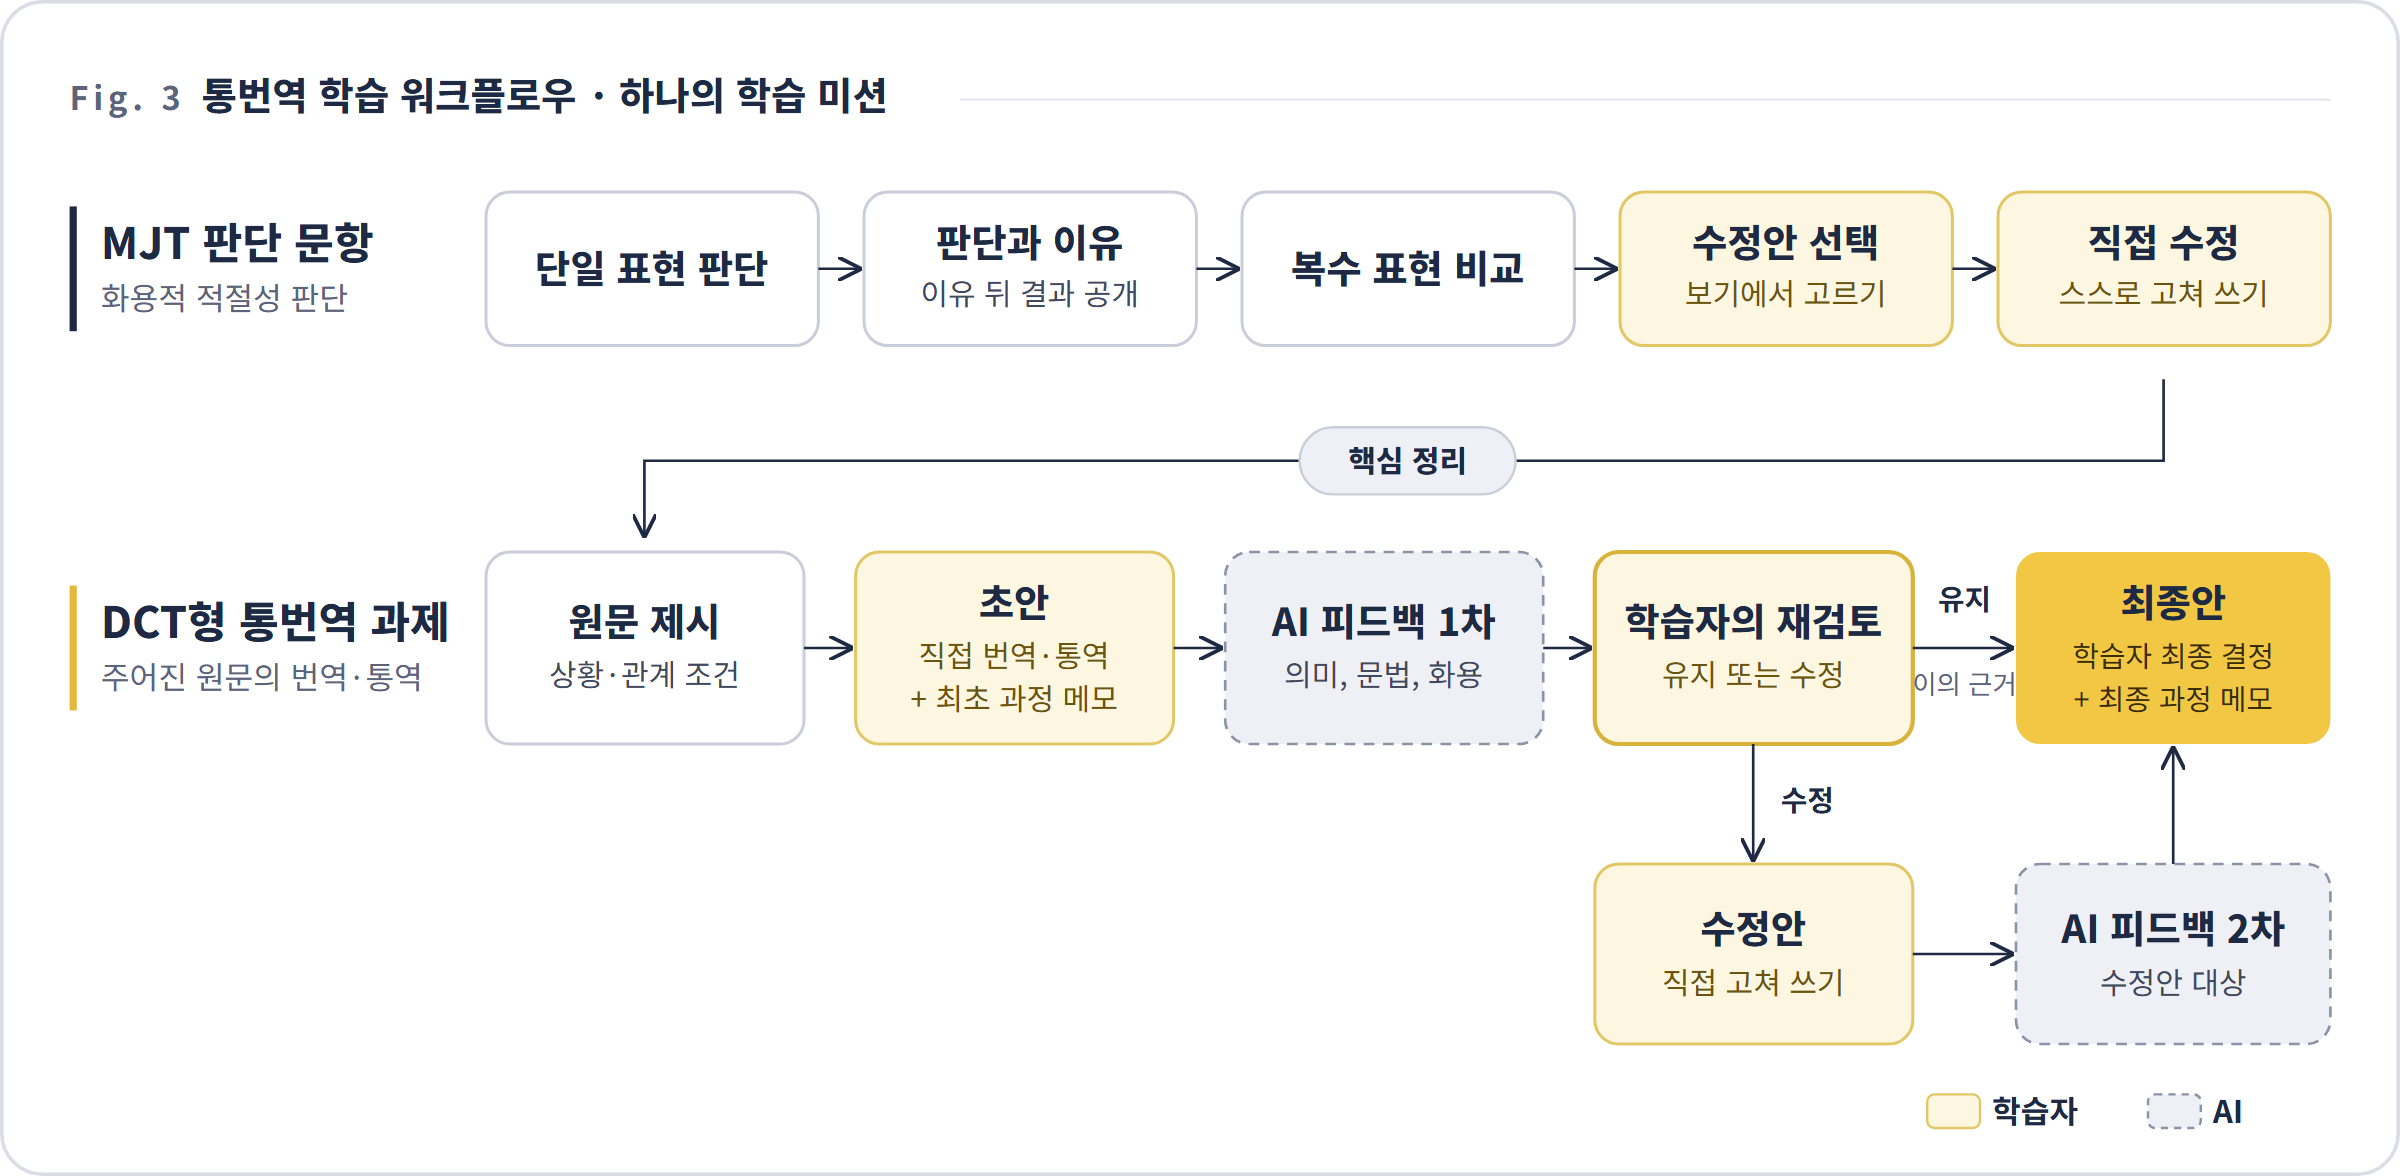 Fig. 3 통번역 학습 워크플로우 · 하나의 학습 미션
MJT 판단 문항
화용적 적절성 판단
단일 표현 판단
판단과 이유
이유 뒤 결과 공개
복수 표현 비교
수정안 선택
보기에서 고르기
직접 수정
스스로 고쳐 쓰기
핵심 정리
DCT형 통번역 과제
주어진 원문의 번역·통역
원문 제시
상황·관계 조건
초안
직접 번역·통역
+ 최초 과정 메모
AI 피드백 1차
의미, 문법, 화용
학습자의 재검토
유지 또는 수정
유지
이의 근거
최종안
학습자 최종 결정
+ 최종 과정 메모
수정
수정안
직접 고쳐 쓰기
AI 피드백 2차
수정안 대상
학습자
AI